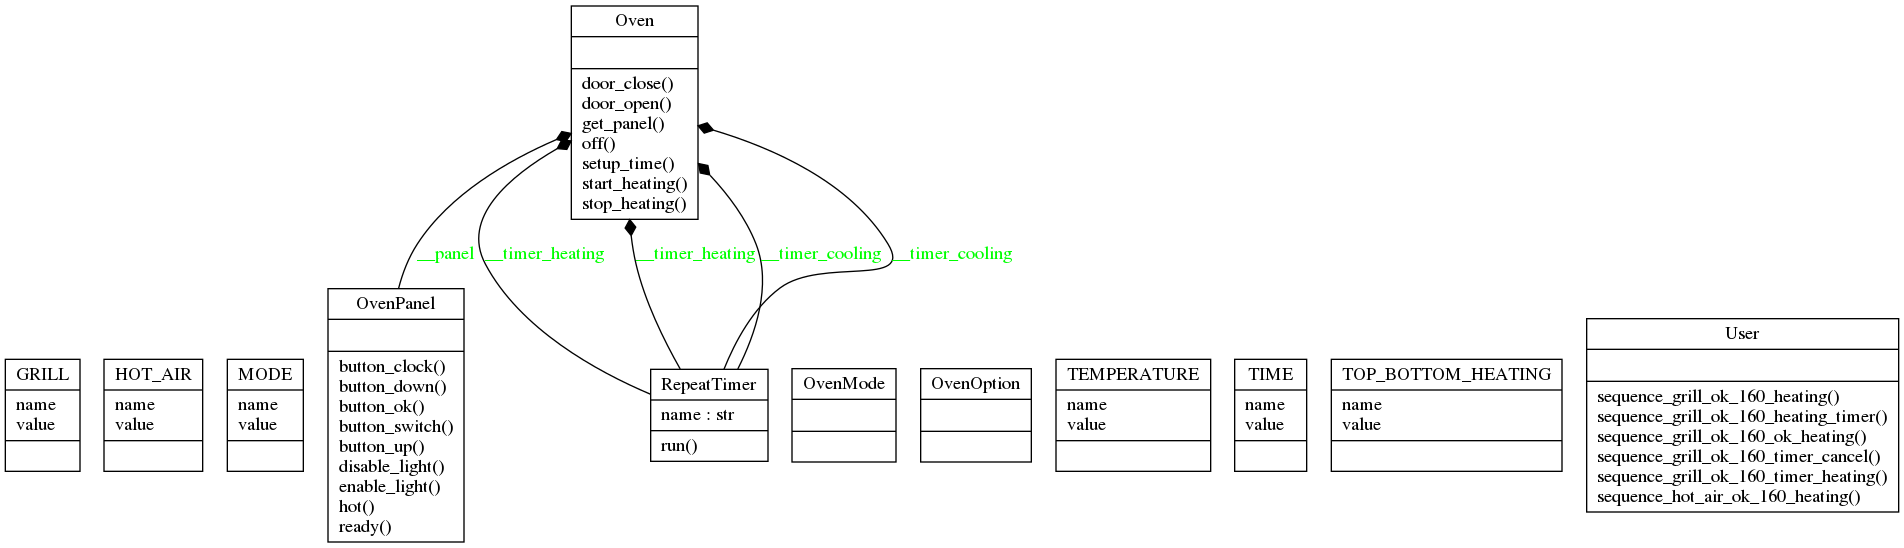 Oven
door_close()
door_open()
get_panel()
off()
setup_time()
start_heating()
stop_heating()
__panel
__timer_heating
__timer_heating
__timer_cooling
__timer_cooling
GRILL
name
value
HOT_AIR
name
value
MODE
name
value
OvenPanel
button_clock()
button_down()
button_ok()
button_switch()
button_up()
disable_light()
enable_light()
hot()
ready()
RepeatTimer
name : str
run()
OvenMode
OvenOption
TEMPERATURE
name
value
TIME
name
value
TOP_BOTTOM_HEATING
name
value
User
sequence_grill_ok_160_heating()
sequence_grill_ok_160_heating_timer()
sequence_grill_ok_160_ok_heating()
sequence_grill_ok_160_timer_cancel()
sequence_grill_ok_160_timer_heating()
sequence_hot_air_ok_160_heating()